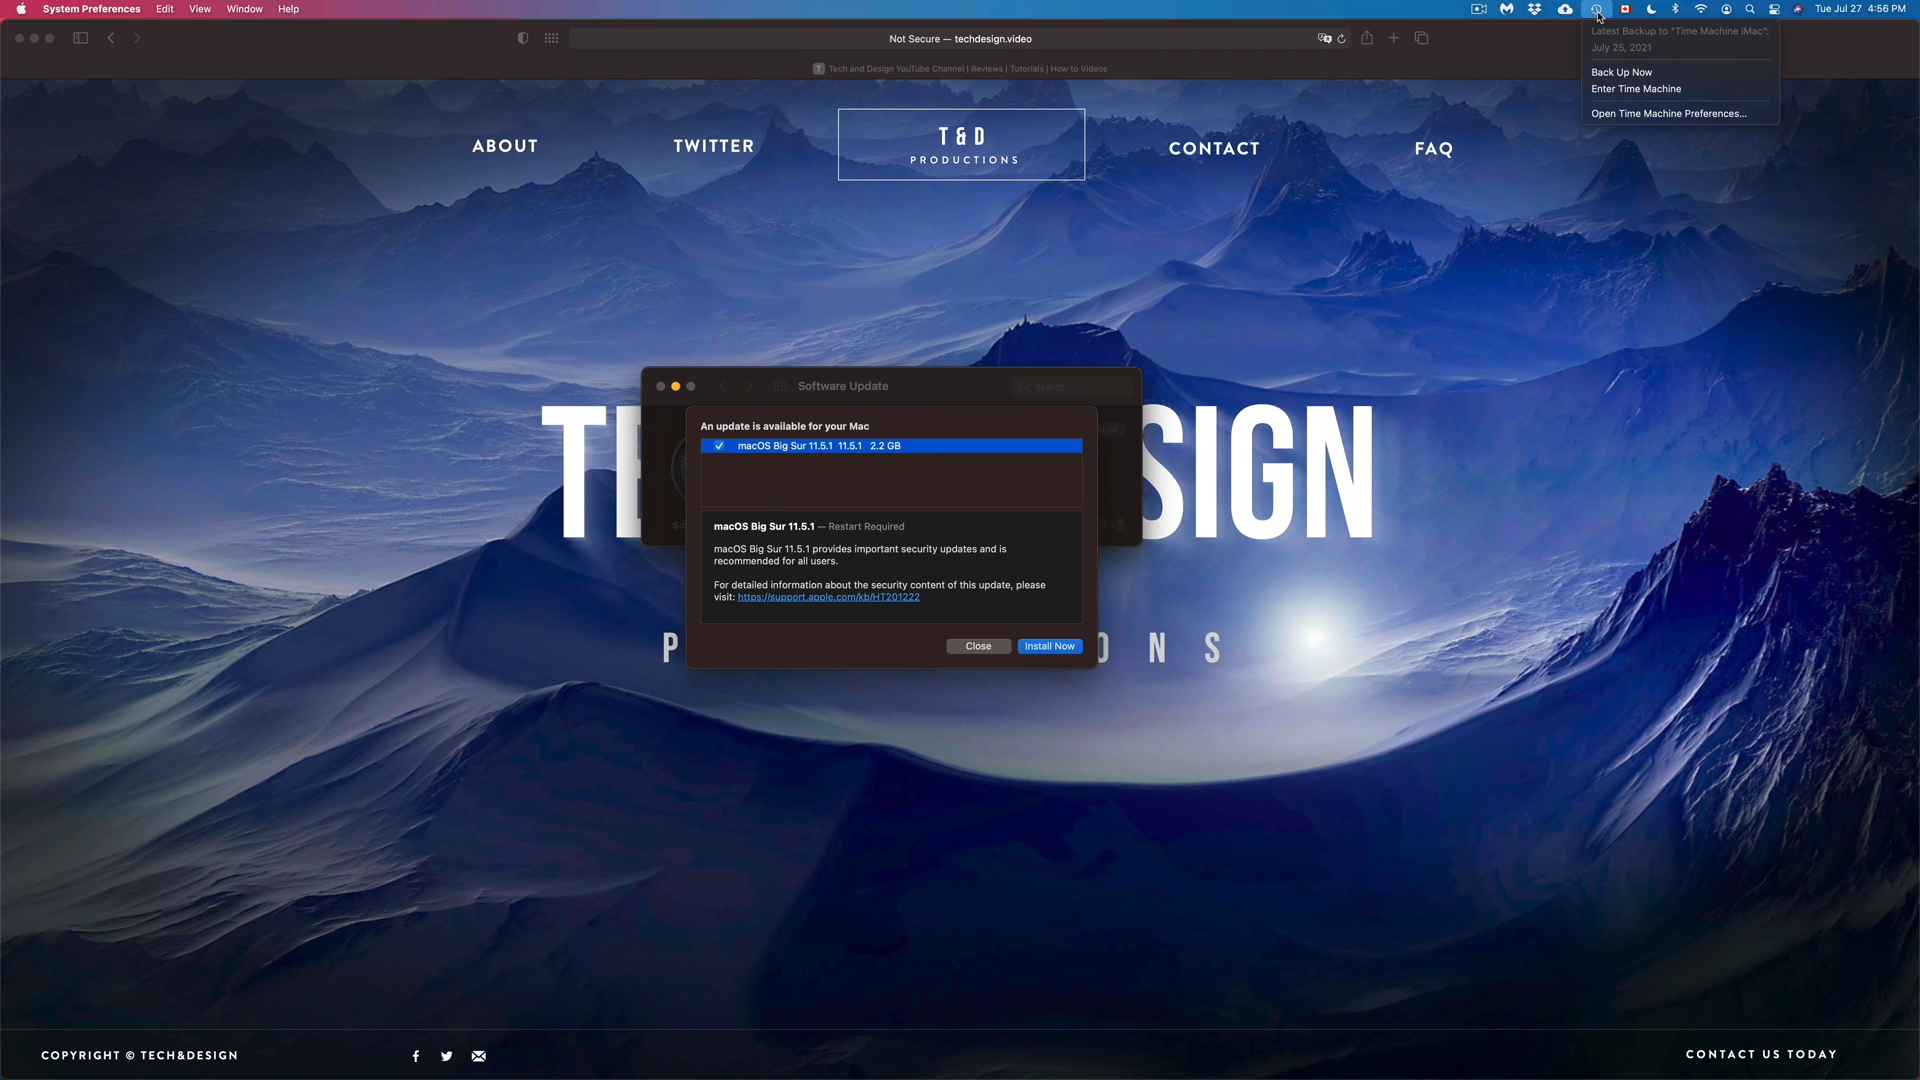 System Preferences Edit View Window Help
Tue Jul 27 4:56 PM
Not Secure — techdesign.video
T Tech and Design YouTube Channel | Reviews | Tutorials | How to Videos
Latest Backup to "Time Machine iMac":
July 25, 2021
Back Up Now
Enter Time Machine
Open Time Machine Preferences...
ABOUT
TWITTER
T & D
PRODUCTIONS
CONTACT
FAQ
Software Update
Search
An update is available for your Mac
macOS Big Sur 11.5.1 11.5.1 2.2 GB
macOS Big Sur 11.5.1 — Restart Required
macOS Big Sur 11.5.1 provides important security updates and is
recommended for all users.
For detailed information about the security content of this update, please
visit: https://support.apple.com/kb/HT201222
Close
Install Now
SIGN
P
O N S
COPYRIGHT © TECH&DESIGN
CONTACT US TODAY